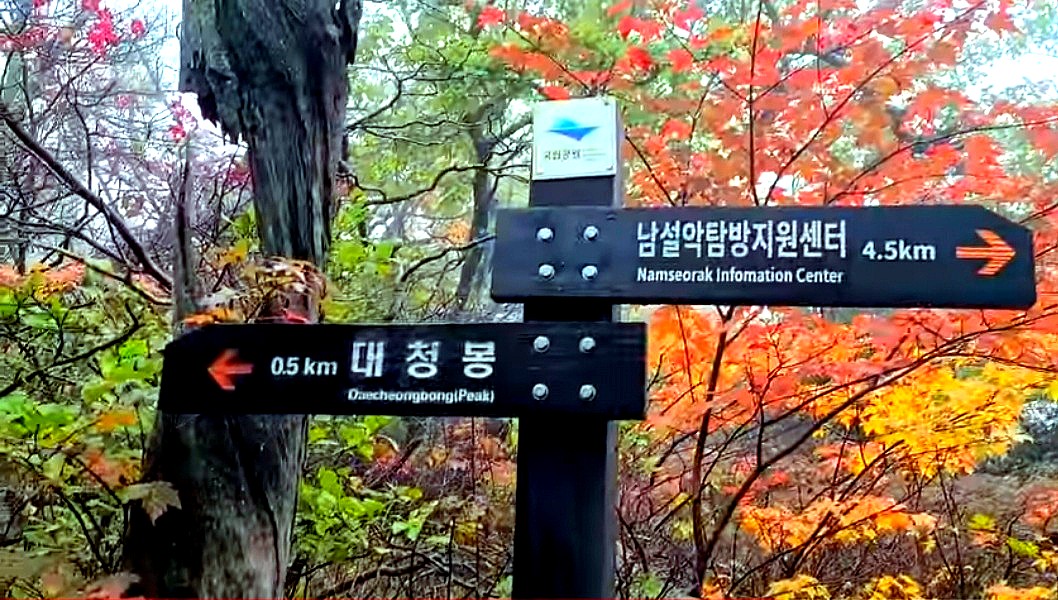 국립공원
남설악탐방지원센터 4.5km
Namseorak Infomation Center
0.5 km 대청봉
Daecheongbong(Peak)